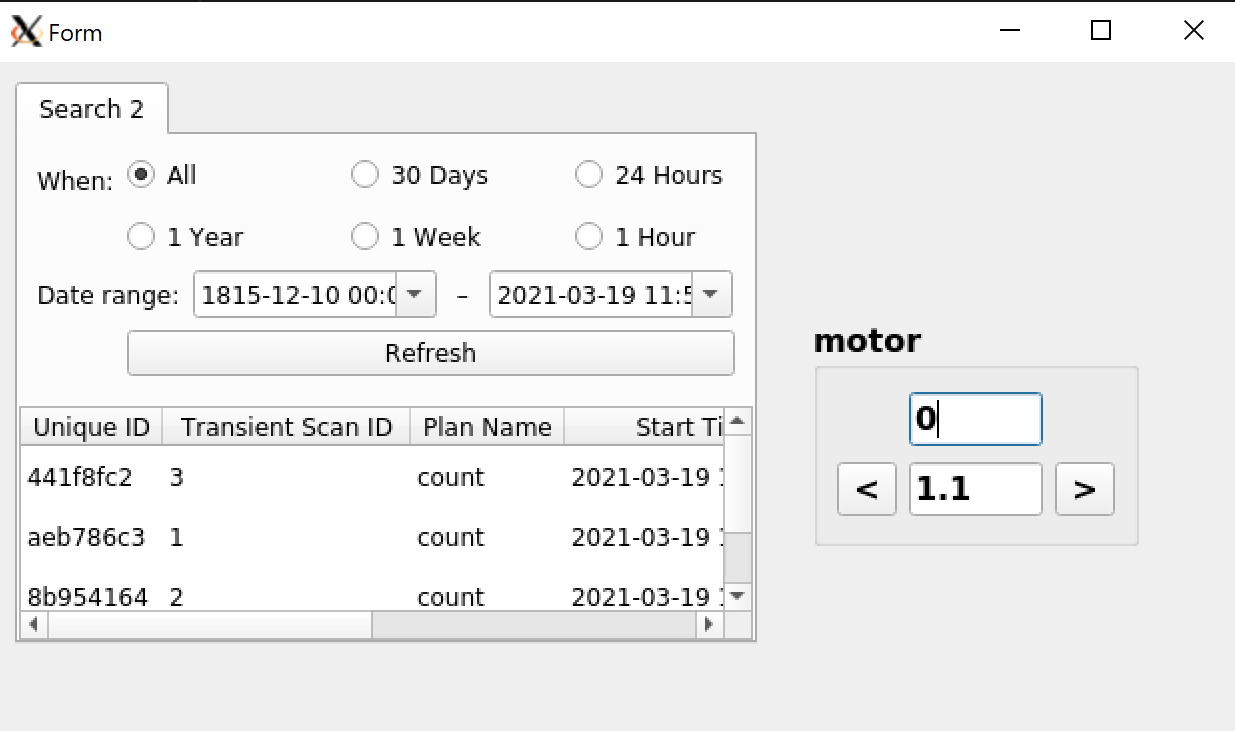 Form
Search 2
When: All 30 Days 24 Hours
1 Year 1 Week 1 Hour
Date range: 1815-12-10 00:0 – 2021-03-19 11:5
Refresh
Unique ID Transient Scan ID Plan Name Start Ti
441f8fc2 3 count 2021-03-19 1
aeb786c3 1 count 2021-03-19 1
8b954164 2 count 2021-03-19 1
motor
0
< 1.1 >